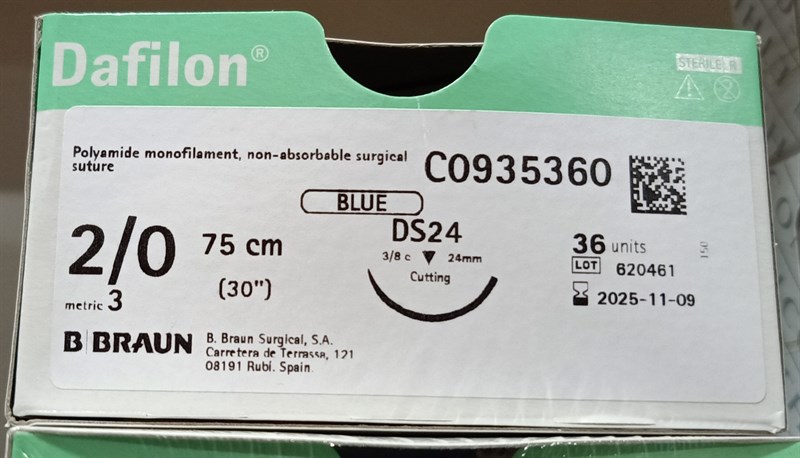 Dafilon®
STERILE R
Polyamide monofilament, non-absorbable surgical
suture
C0935360
BLUE
2/0 75 cm
(30")
metric 3
DS24
3/8 c ▼ 24mm
Cutting
36 units
LOT 620461
2025-11-09
150
B BRAUN
B. Braun Surgical, S.A.
Carretera de Terrassa, 121
08191 Rubí. Spain.